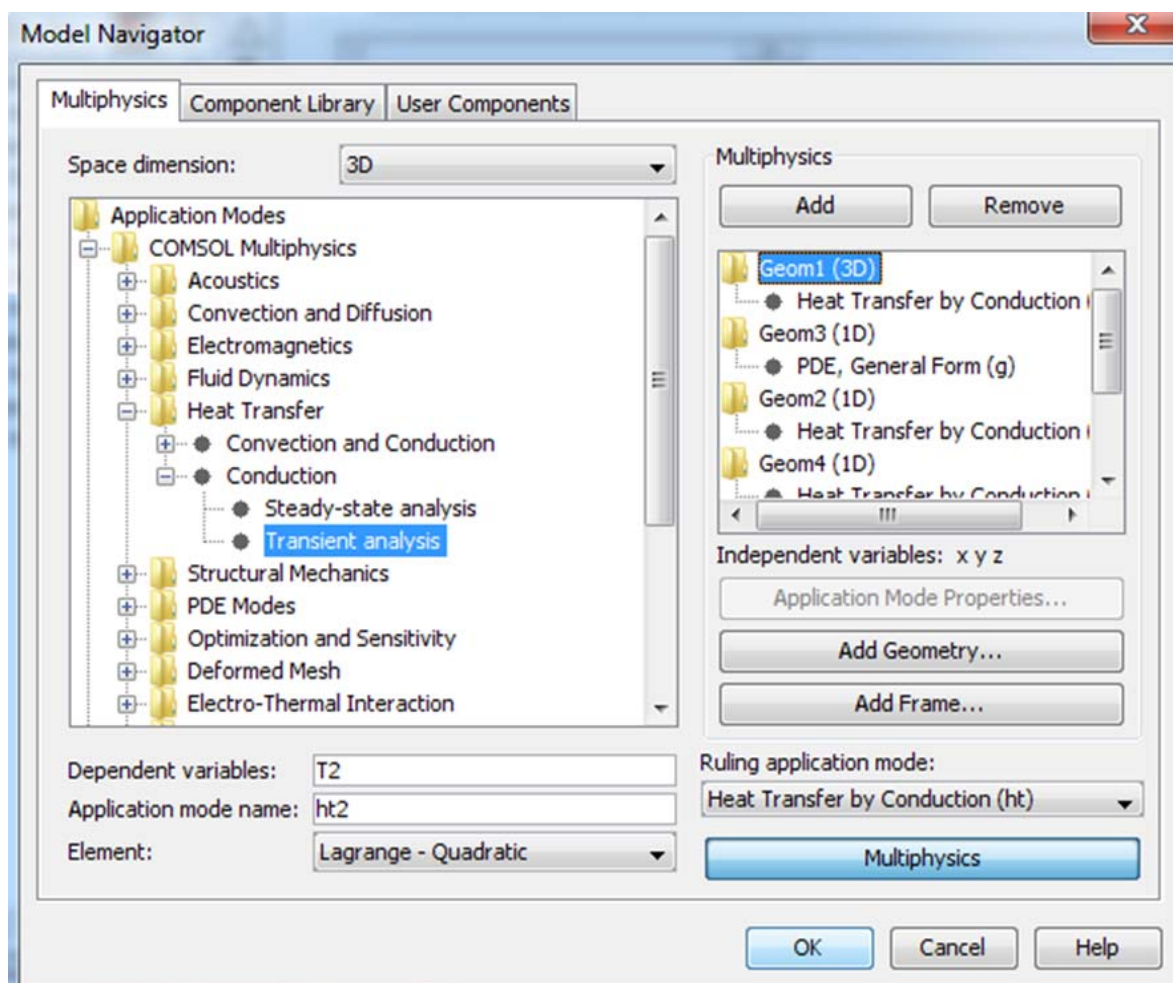 Model Navigator
Multiphysics
Component Library
User Components
Space dimension:
3D
Application Modes
COMSOL Multiphysics
Acoustics
Convection and Diffusion
Electromagnetics
Fluid Dynamics
Heat Transfer
Convection and Conduction
Conduction
Steady-state analysis
Transient analysis
Structural Mechanics
PDE Modes
Optimization and Sensitivity
Deformed Mesh
Electro-Thermal Interaction
Dependent variables:
T2
Application mode name:
ht2
Element:
Lagrange - Quadratic
Multiphysics
Add
Remove
Geom1 (3D)
Heat Transfer by Conduction (
Geom3 (1D)
PDE, General Form (g)
Geom2 (1D)
Heat Transfer by Conduction (
Geom4 (1D)
Heat Transfer by Conduction (
Independent variables: x y z
Application Mode Properties...
Add Geometry...
Add Frame...
Ruling application mode:
Heat Transfer by Conduction (ht)
Multiphysics
OK
Cancel
Help